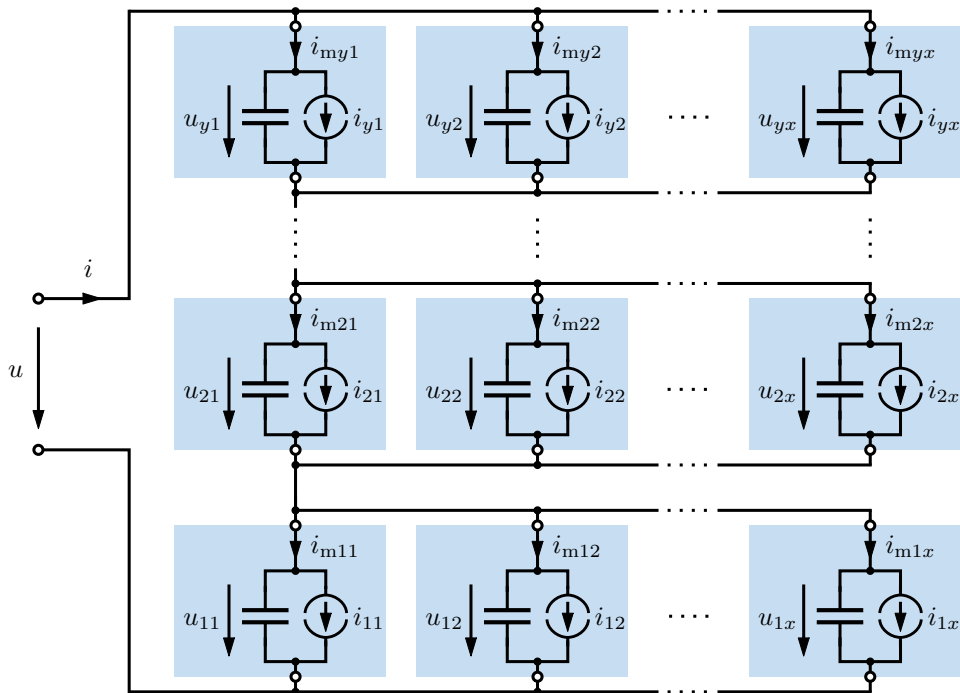 i_my1 i_my2 i_myx
u_y1 i_y1 u_y2 i_y2 ..... u_yx i_yx
i
i_m21 i_m22 i_m2x
u
u_21 i_21 u_22 i_22 ..... u_2x i_2x
i_m11 i_m12 i_m1x
u_11 i_11 u_12 i_12 ..... u_1x i_1x